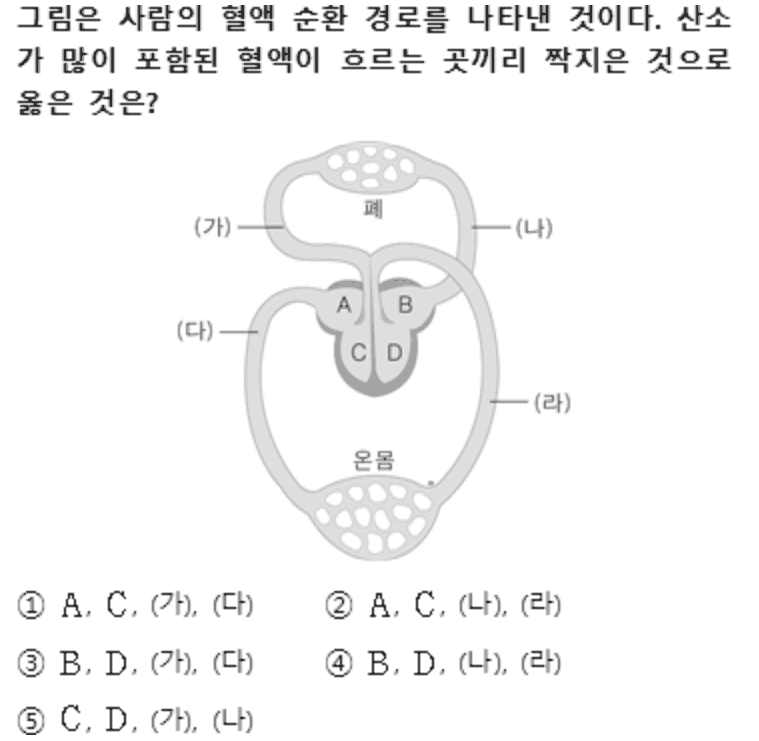 그림은 사람의 혈액 순환 경로를 나타낸 것이다. 산소
가 많이 포함된 혈액이 흐르는 곳끼리 짝지은 것으로
옳은 것은?
폐
(가)
(나)
A
B
(다)
C
D
(라)
온몸
① A, C, (가), (다) ② A, C, (나), (라)
③ B, D, (가), (다) ④ B, D, (나), (라)
⑤ C, D, (가), (나)